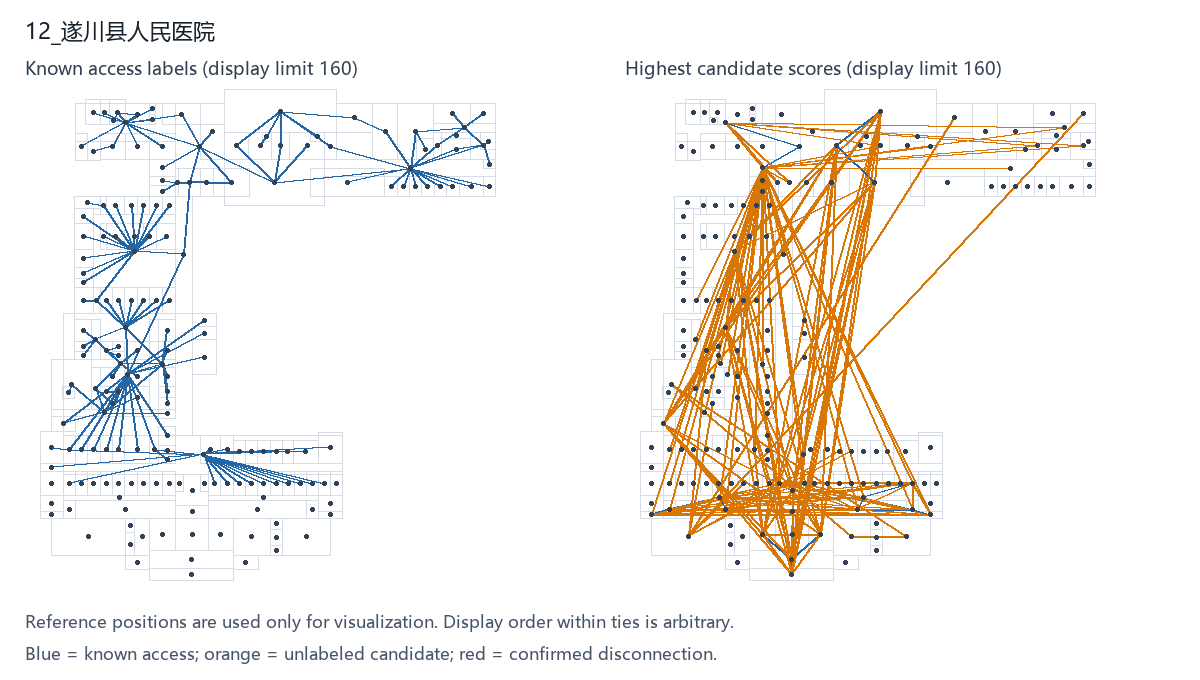 12_遂川县人民医院
Known access labels (display limit 160)
Highest candidate scores (display limit 160)
Reference positions are used only for visualization. Display order within ties is arbitrary.
Blue = known access; orange = unlabeled candidate; red = confirmed disconnection.